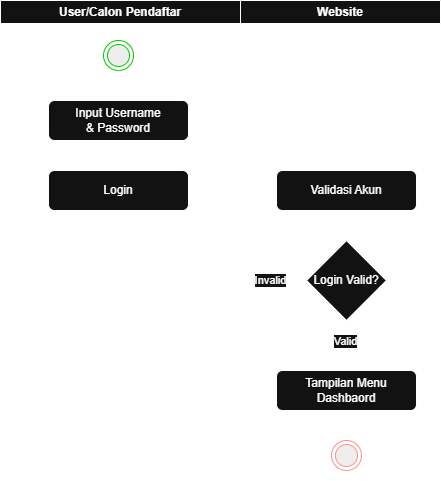 User/Calon Pendaftar
Website
Input Username
& Password
Login
Validasi Akun
Invalid
Login Valid?
Valid
Tampilan Menu
Dashbaord